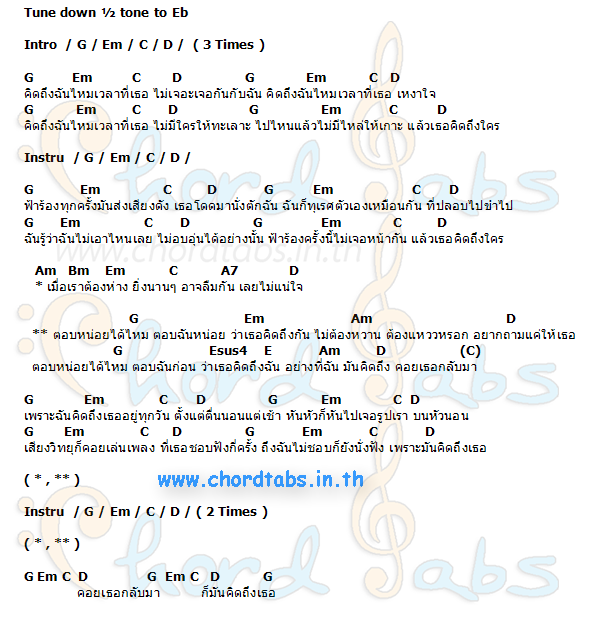 Tune down ½ tone to Eb
Intro / G / Em / C / D / ( 3 Times )
G Em C D G Em C D
คิดถึงฉันไหมเวลาที่เธอ ไม่เจอะเจอกันกับฉัน คิดถึงฉันไหมเวลาที่เธอ เหงาใจ
G Em C D G Em C D
คิดถึงฉันไหมเวลาที่เธอ ไม่มีใครให้ทะเลาะ ไปไหนแล้วไม่มีไหล่ให้เกาะ แล้วเธอคิดถึงใคร
Instru / G / Em / C / D /
G Em C D G Em C D
ฟ้าร้องทุกครั้งมันส่งเสียงดัง เธอโดดมานั่งตักฉัน ฉันก็ทุเรศตัวเองเหมือนกัน ที่ปลอบไปขำไป
G Em C D G Em C D
ฉันรู้ว่าฉันไม่เอาไหนเลย ไม่อบอุ่นได้อย่างนั้น ฟ้าร้องครั้งนี้ไม่เจอหน้ากัน แล้วเธอคิดถึงใคร
Am Bm Em C A7 D
* เมื่อเราต้องห่าง ยิ่งนานๆ อาจลืมกัน เลยไม่แน่ใจ
G Em Am D
** ตอบหน่อยได้ไหม ตอบฉันหน่อย ว่าเธอคิดถึงกัน ไม่ต้องหวาน ต้องแหววหรอก อยากถามแค่ให้เธอ
G Esus4 E Am D (C)
ตอบหน่อยได้ไหม ตอบฉันก่อน ว่าเธอคิดถึงฉัน อย่างที่ฉัน มันคิดถึง คอยเธอกลับมา
G Em C D G Em C D
เพราะฉันคิดถึงเธออยู่ทุกวัน ตั้งแต่ตื่นนอนแต่เช้า หันหัวก็หันไปเจอรูปเรา บนหัวนอน
G Em C D G Em C D
เสียงวิทยุก็คอยเล่นเพลง ที่เธอชอบฟังกี่ครั้ง ถึงฉันไม่ชอบก็ยังนั่งฟัง เพราะมันคิดถึงเธอ
( * , ** )
www.chordtabs.in.th
Instru / G / Em / C / D / ( 2 Times )
( * , ** )
G Em C D G Em C D G
คอยเธอกลับมา ก็มันคิดถึงเธอ